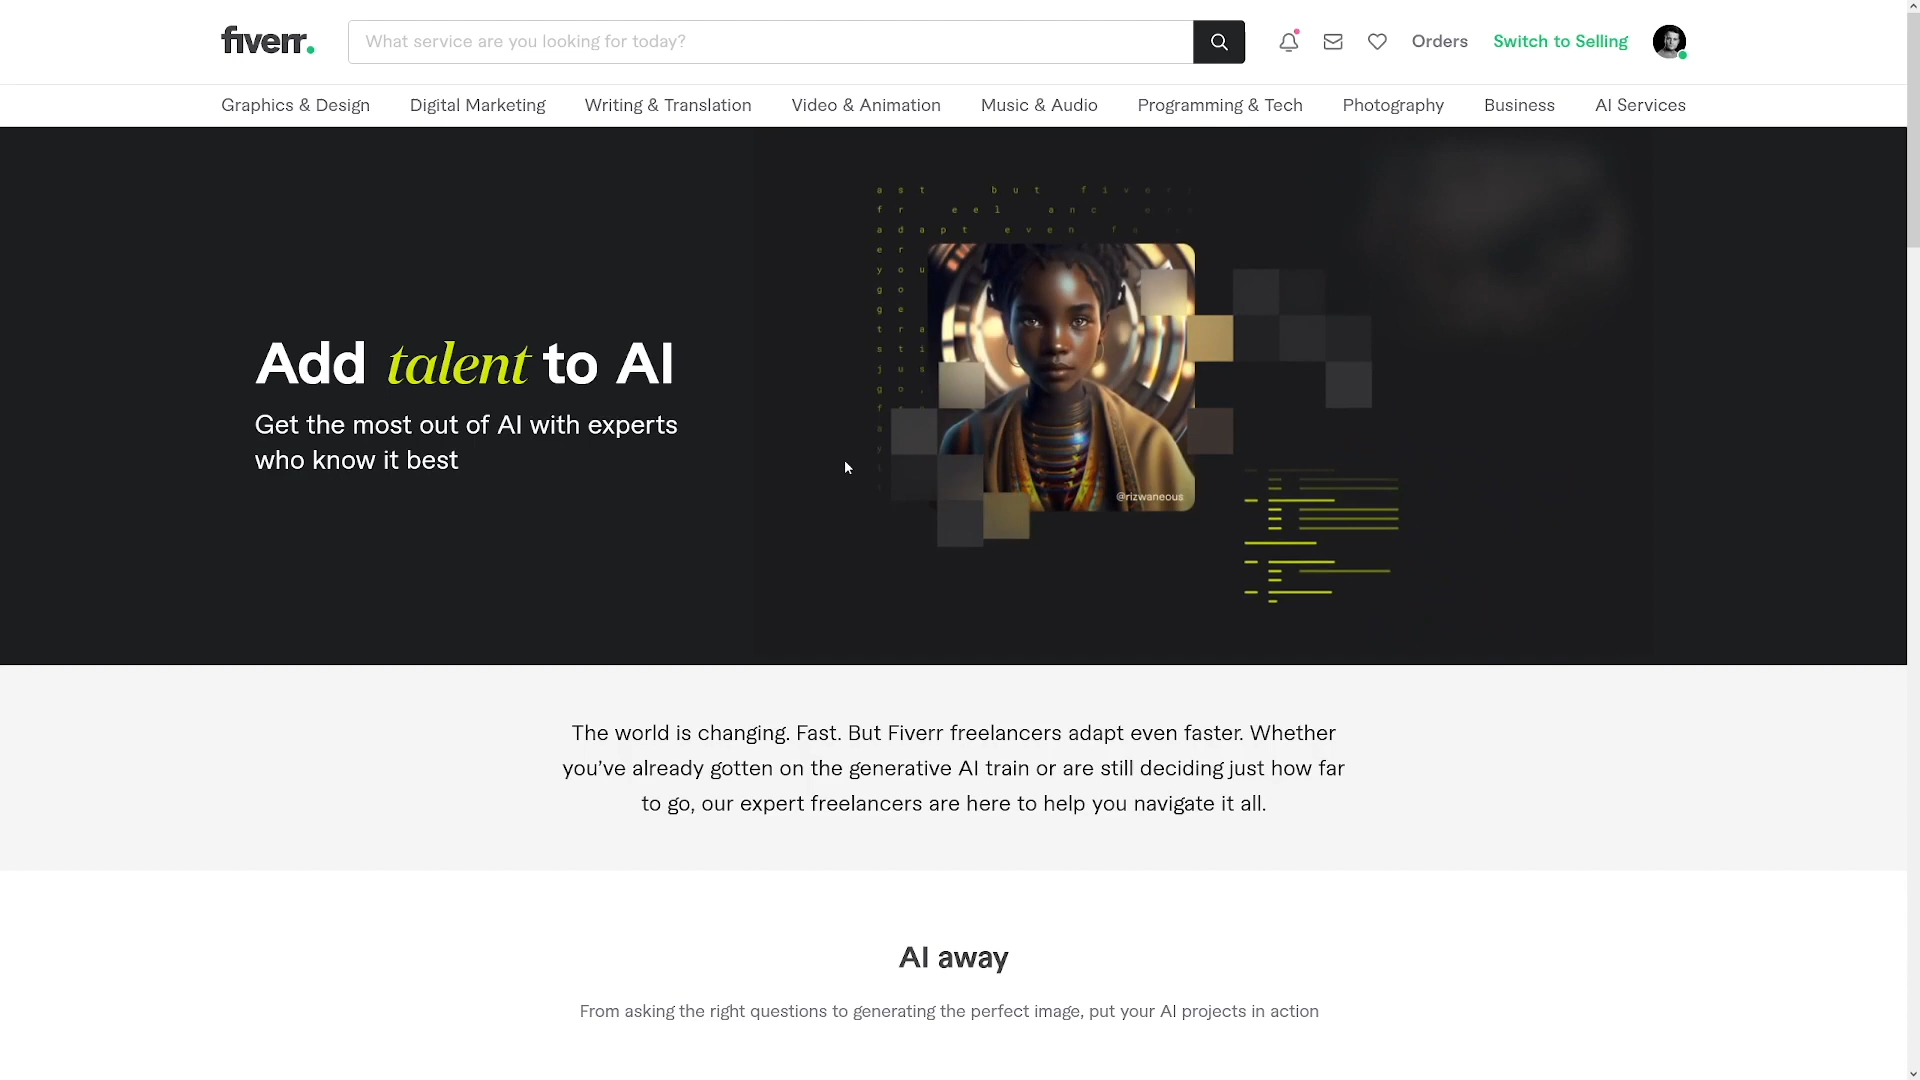 fiverr.
What service are you looking for today?
Orders
Switch to Selling
Graphics & Design
Digital Marketing
Writing & Translation
Video & Animation
Music & Audio
Programming & Tech
Photography
Business
AI Services
a s t b u t f i v e r
f r e e l a n c e
a d a p t e v e n f a
e r
y o u
g o
g e
t r a
s t i
j u s
g o
f
Add talent to AI
Get the most out of AI with experts
who know it best
@rizwaneous
The world is changing. Fast. But Fiverr freelancers adapt even faster. Whether
you've already gotten on the generative AI train or are still deciding just how far
to go, our expert freelancers are here to help you navigate it all.
AI away
From asking the right questions to generating the perfect image, put your AI projects in action